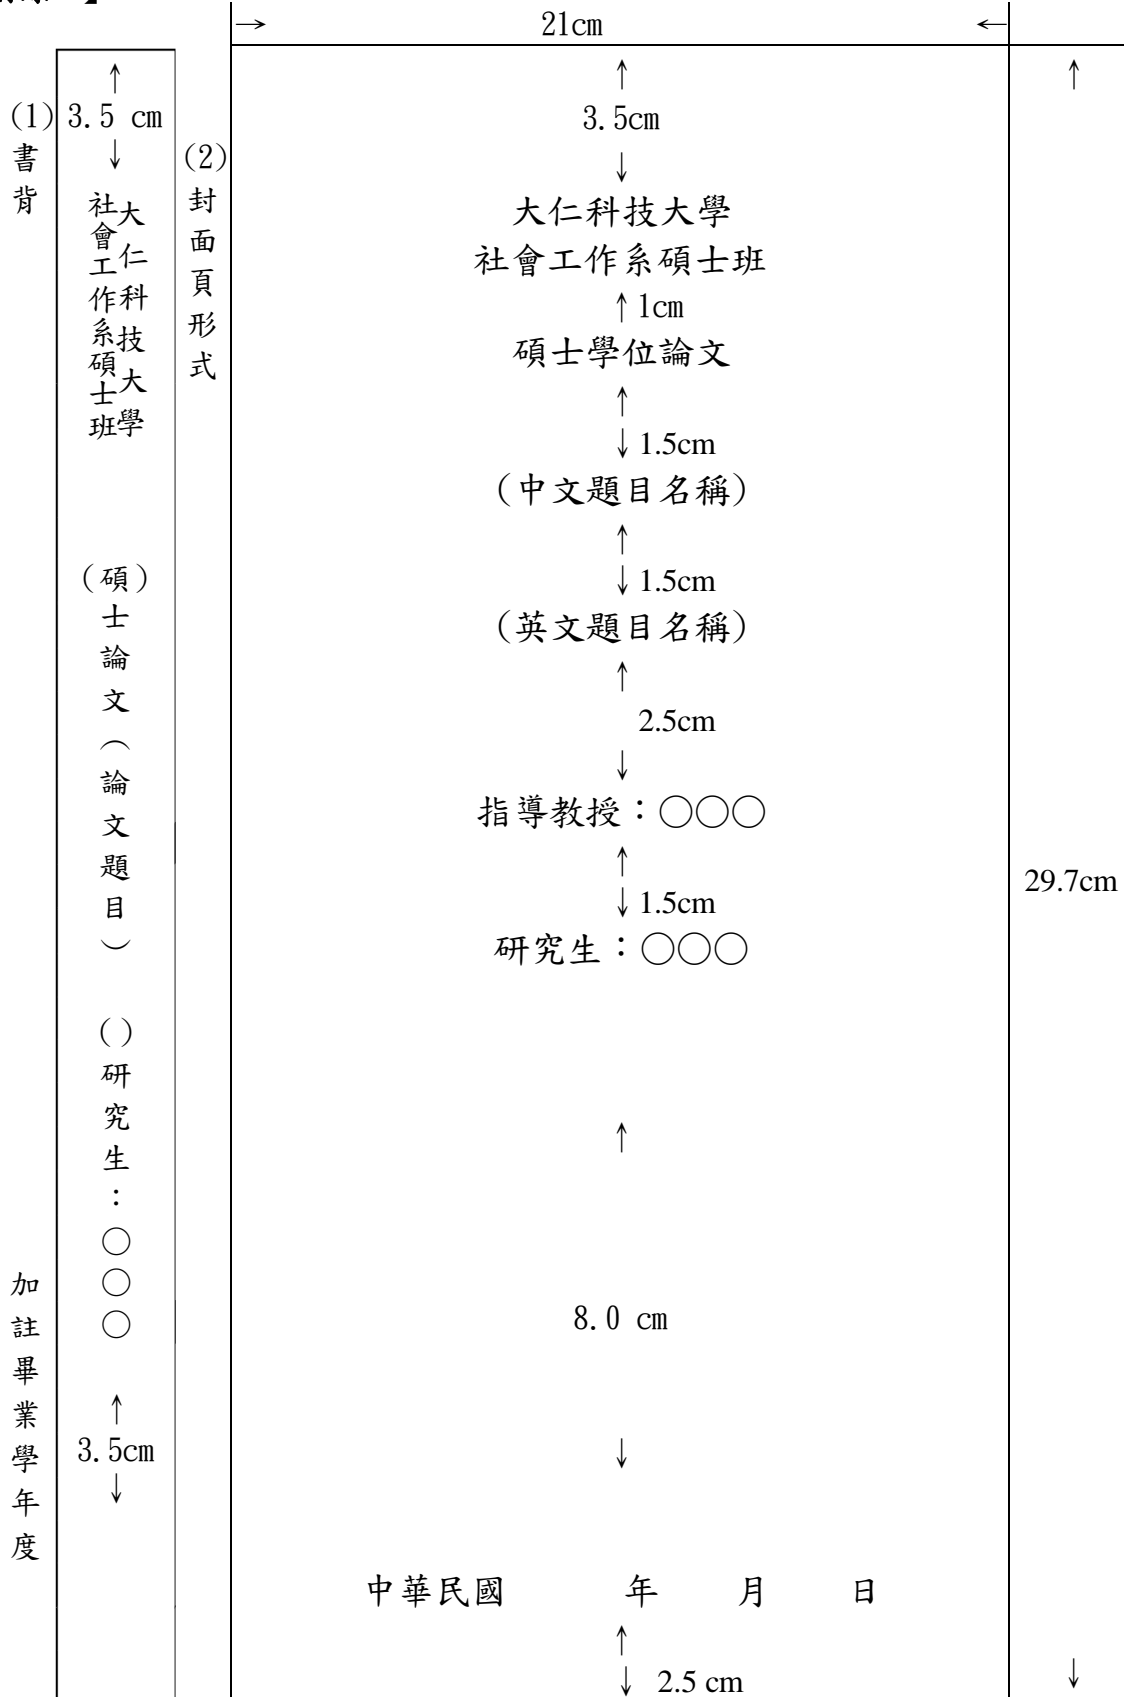 → 21cm ←
(1)書背
↑
3.5 cm
↓
大仁科技大學
社會工作系碩士班
(碩)士論文(論文題目)
( )研究生:○○○
↑
3.5cm
↓
加註畢業學年度
(2)封面頁形式
↑
3.5cm
↓
大仁科技大學
社會工作系碩士班
↑1cm
碩士學位論文
↑
↓1.5cm
(中文題目名稱)
↑
↓1.5cm
(英文題目名稱)
↑
2.5cm
↓
指導教授:○○○
↑
↓1.5cm
研究生:○○○
↑
8.0 cm
↓
中華民國 年 月 日
↑
↓ 2.5 cm
↑
29.7cm
↓